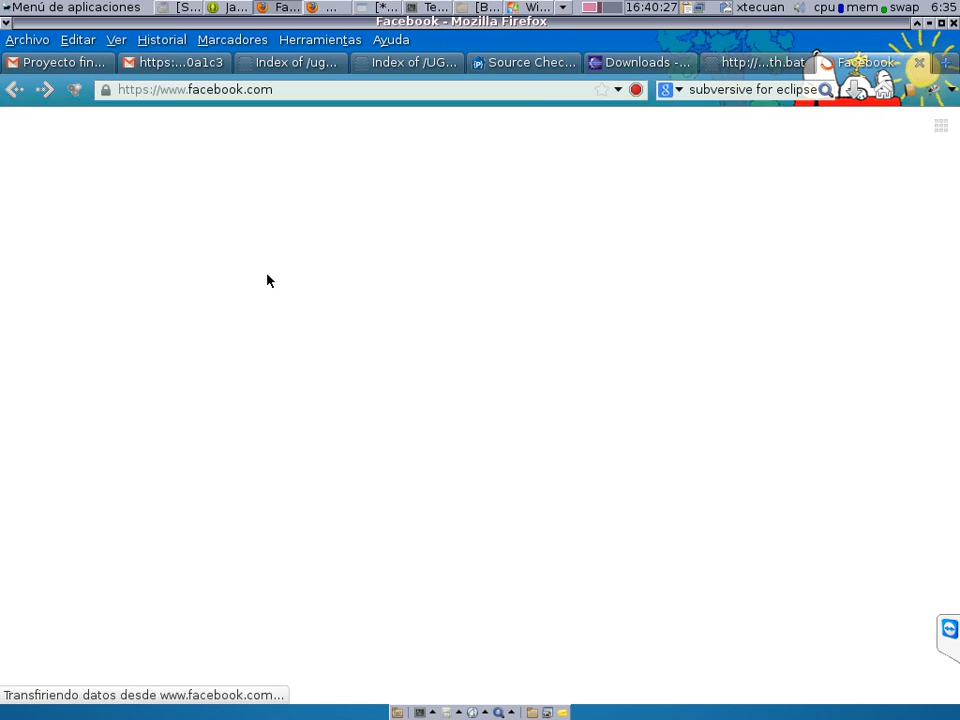 Menú de aplicaciones [S... Ja... Fa... ... [*... Te... [B... Wi... 16:40:27 xtecuan cpu mem swap 6:35
Facebook - Mozilla Firefox
Archivo Editar Ver Historial Marcadores Herramientas Ayuda
Proyecto fin... https:...0a1c3 Index of /ug... Index of /UG... Source Chec... Downloads -... http://...th.bat Facebook
https://www.facebook.com subversive for eclipse
Transfiriendo datos desde www.facebook.com...